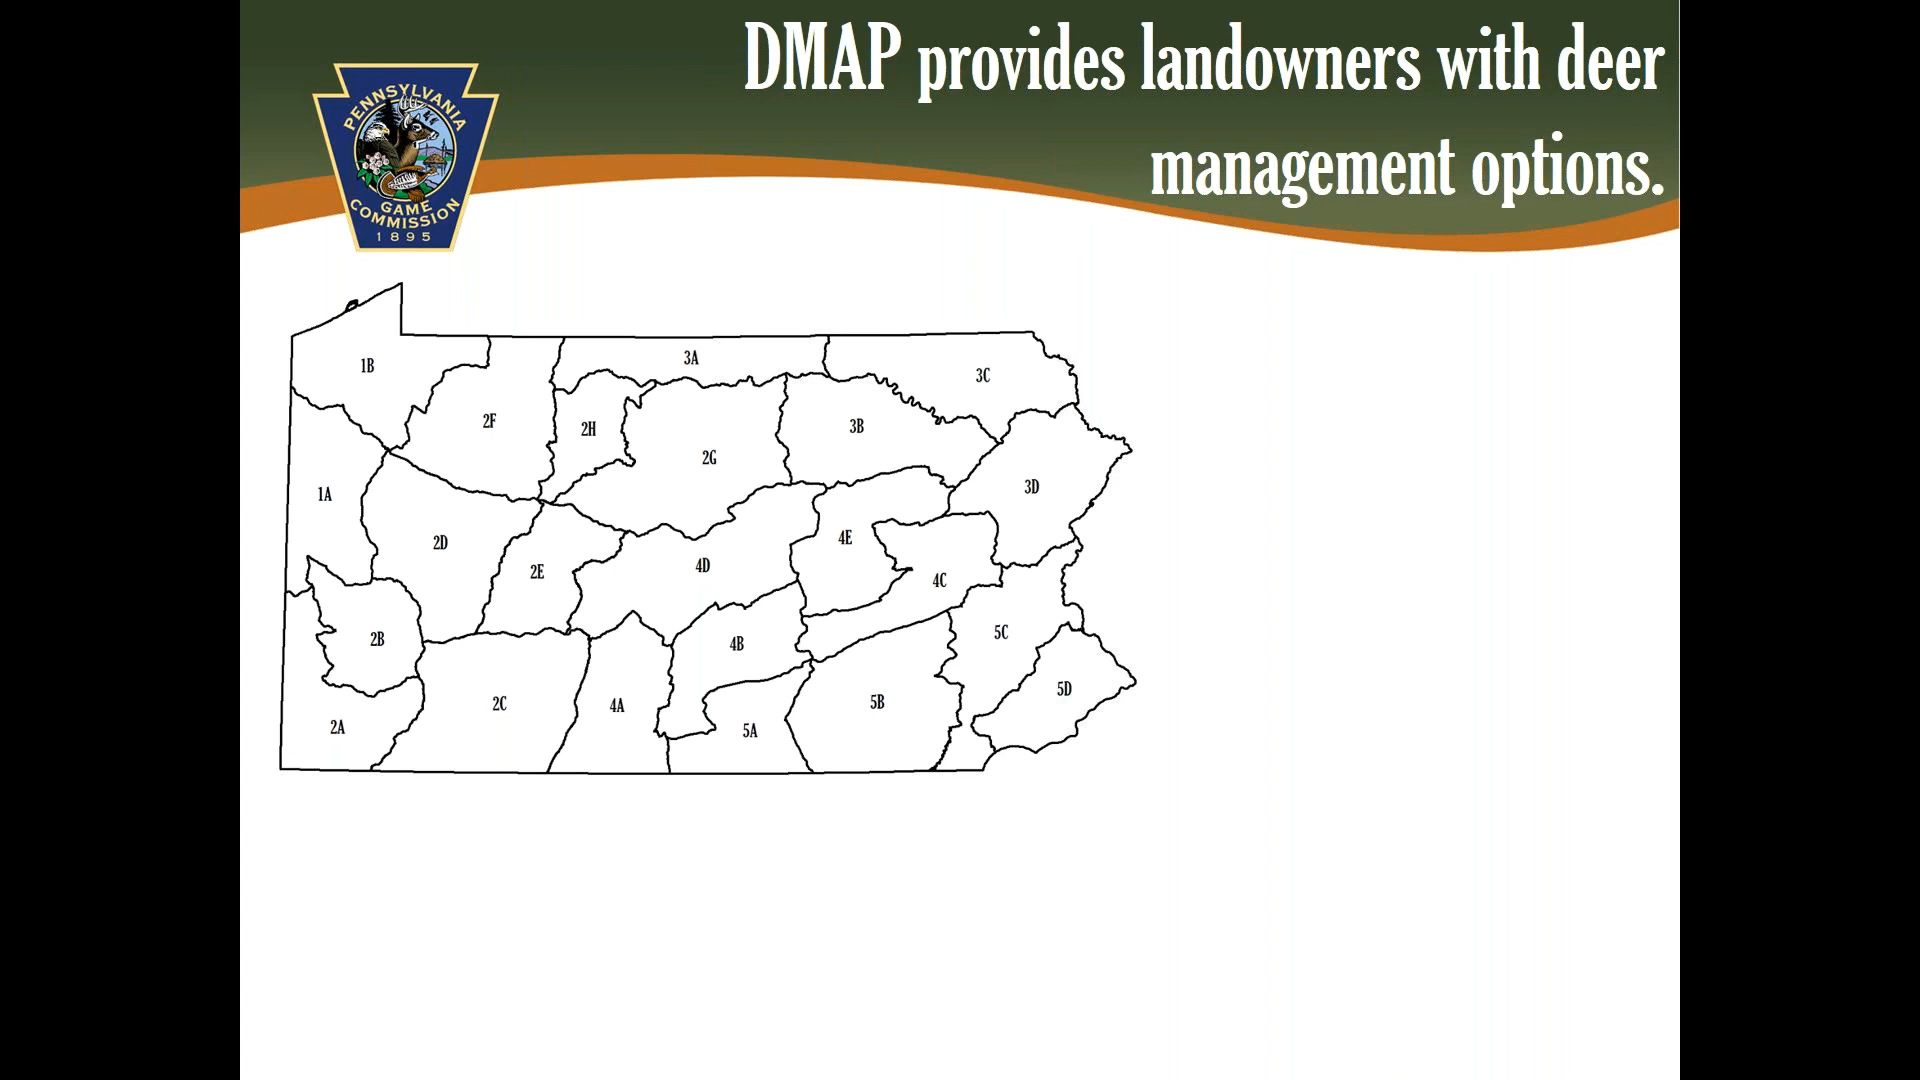 DMAP provides landowners with deer
management options.
PENNSYLVANIA
GAME
COMMISSION
1895
1B
3A
3C
2F
2H
3B
2G
1A
3D
2D
4E
2E
4D
4C
2B
4B
5C
5D
2C
4A
5B
2A
5A